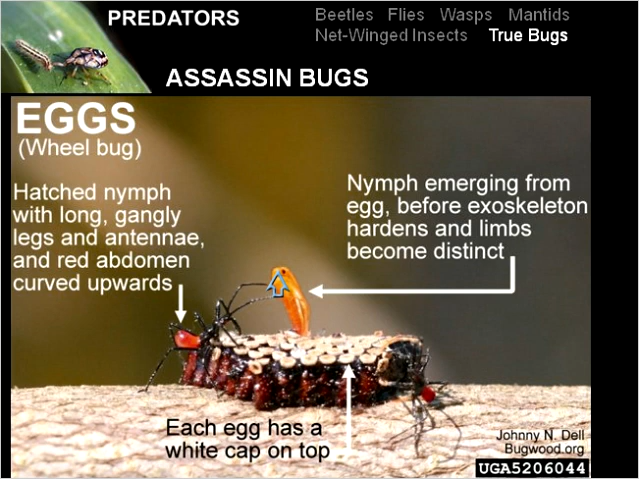 PREDATORS
Beetles Flies Wasps Mantids
Net-Winged Insects True Bugs
ASSASSIN BUGS
EGGS
(Wheel bug)
Hatched nymph
with long, gangly
legs and antennae,
and red abdomen
curved upwards
Nymph emerging from
egg, before exoskeleton
hardens and limbs
become distinct
Each egg has a
white cap on top
Johnny N. Dell
Bugwood.org
UGA5206044